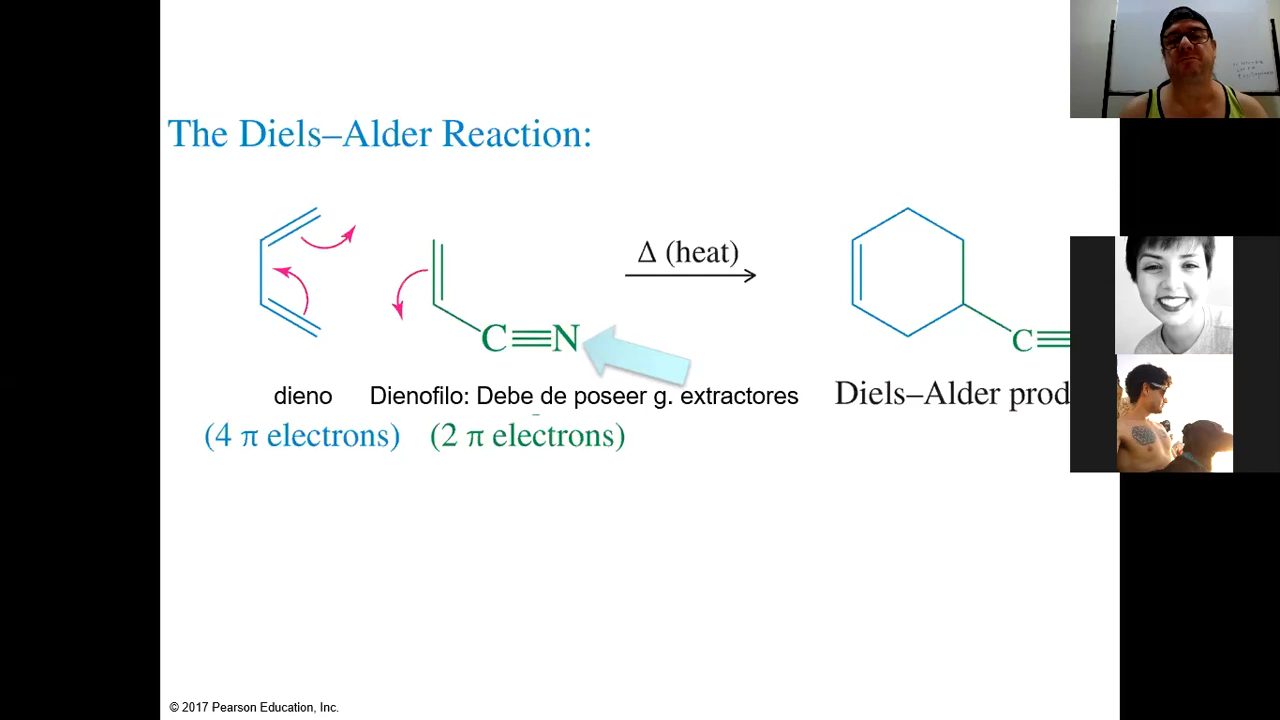 The Diels–Alder Reaction:
Δ (heat)
C≡N
C≡
dieno
Dienofilo: Debe de poseer g. extractores
Diels–Alder prod
(4 π electrons)
(2 π electrons)
© 2017 Pearson Education, Inc.